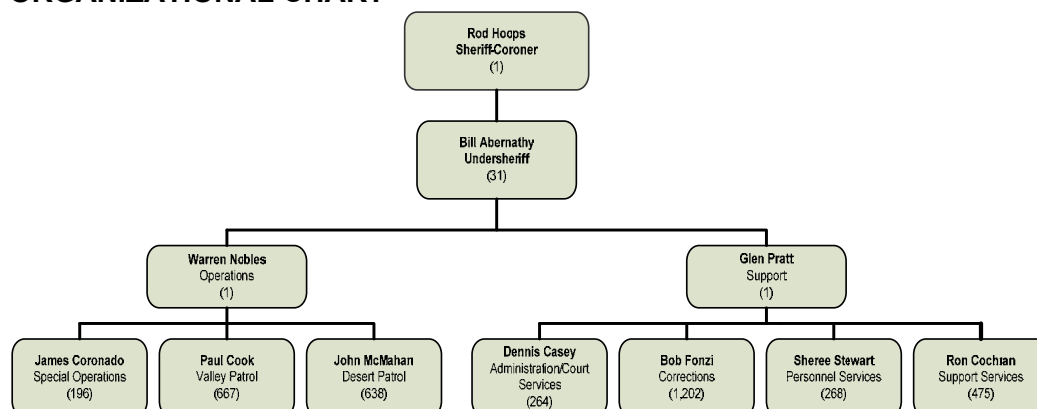 ORGANIZATIONAL CHART
Rod Hoops
Sheriff-Coroner
(1)
Bill Abernathy
Undersheriff
(31)
Warren Nobles
Operations
(1)
Glen Pratt
Support
(1)
James Coronado
Special Operations
(196)
Paul Cook
Valley Patrol
(667)
John McMahan
Desert Patrol
(638)
Dennis Casey
Administration/Court
Services
(264)
Bob Fonzi
Corrections
(1,202)
Sheree Stewart
Personnel Services
(268)
Ron Cochran
Support Services
(475)